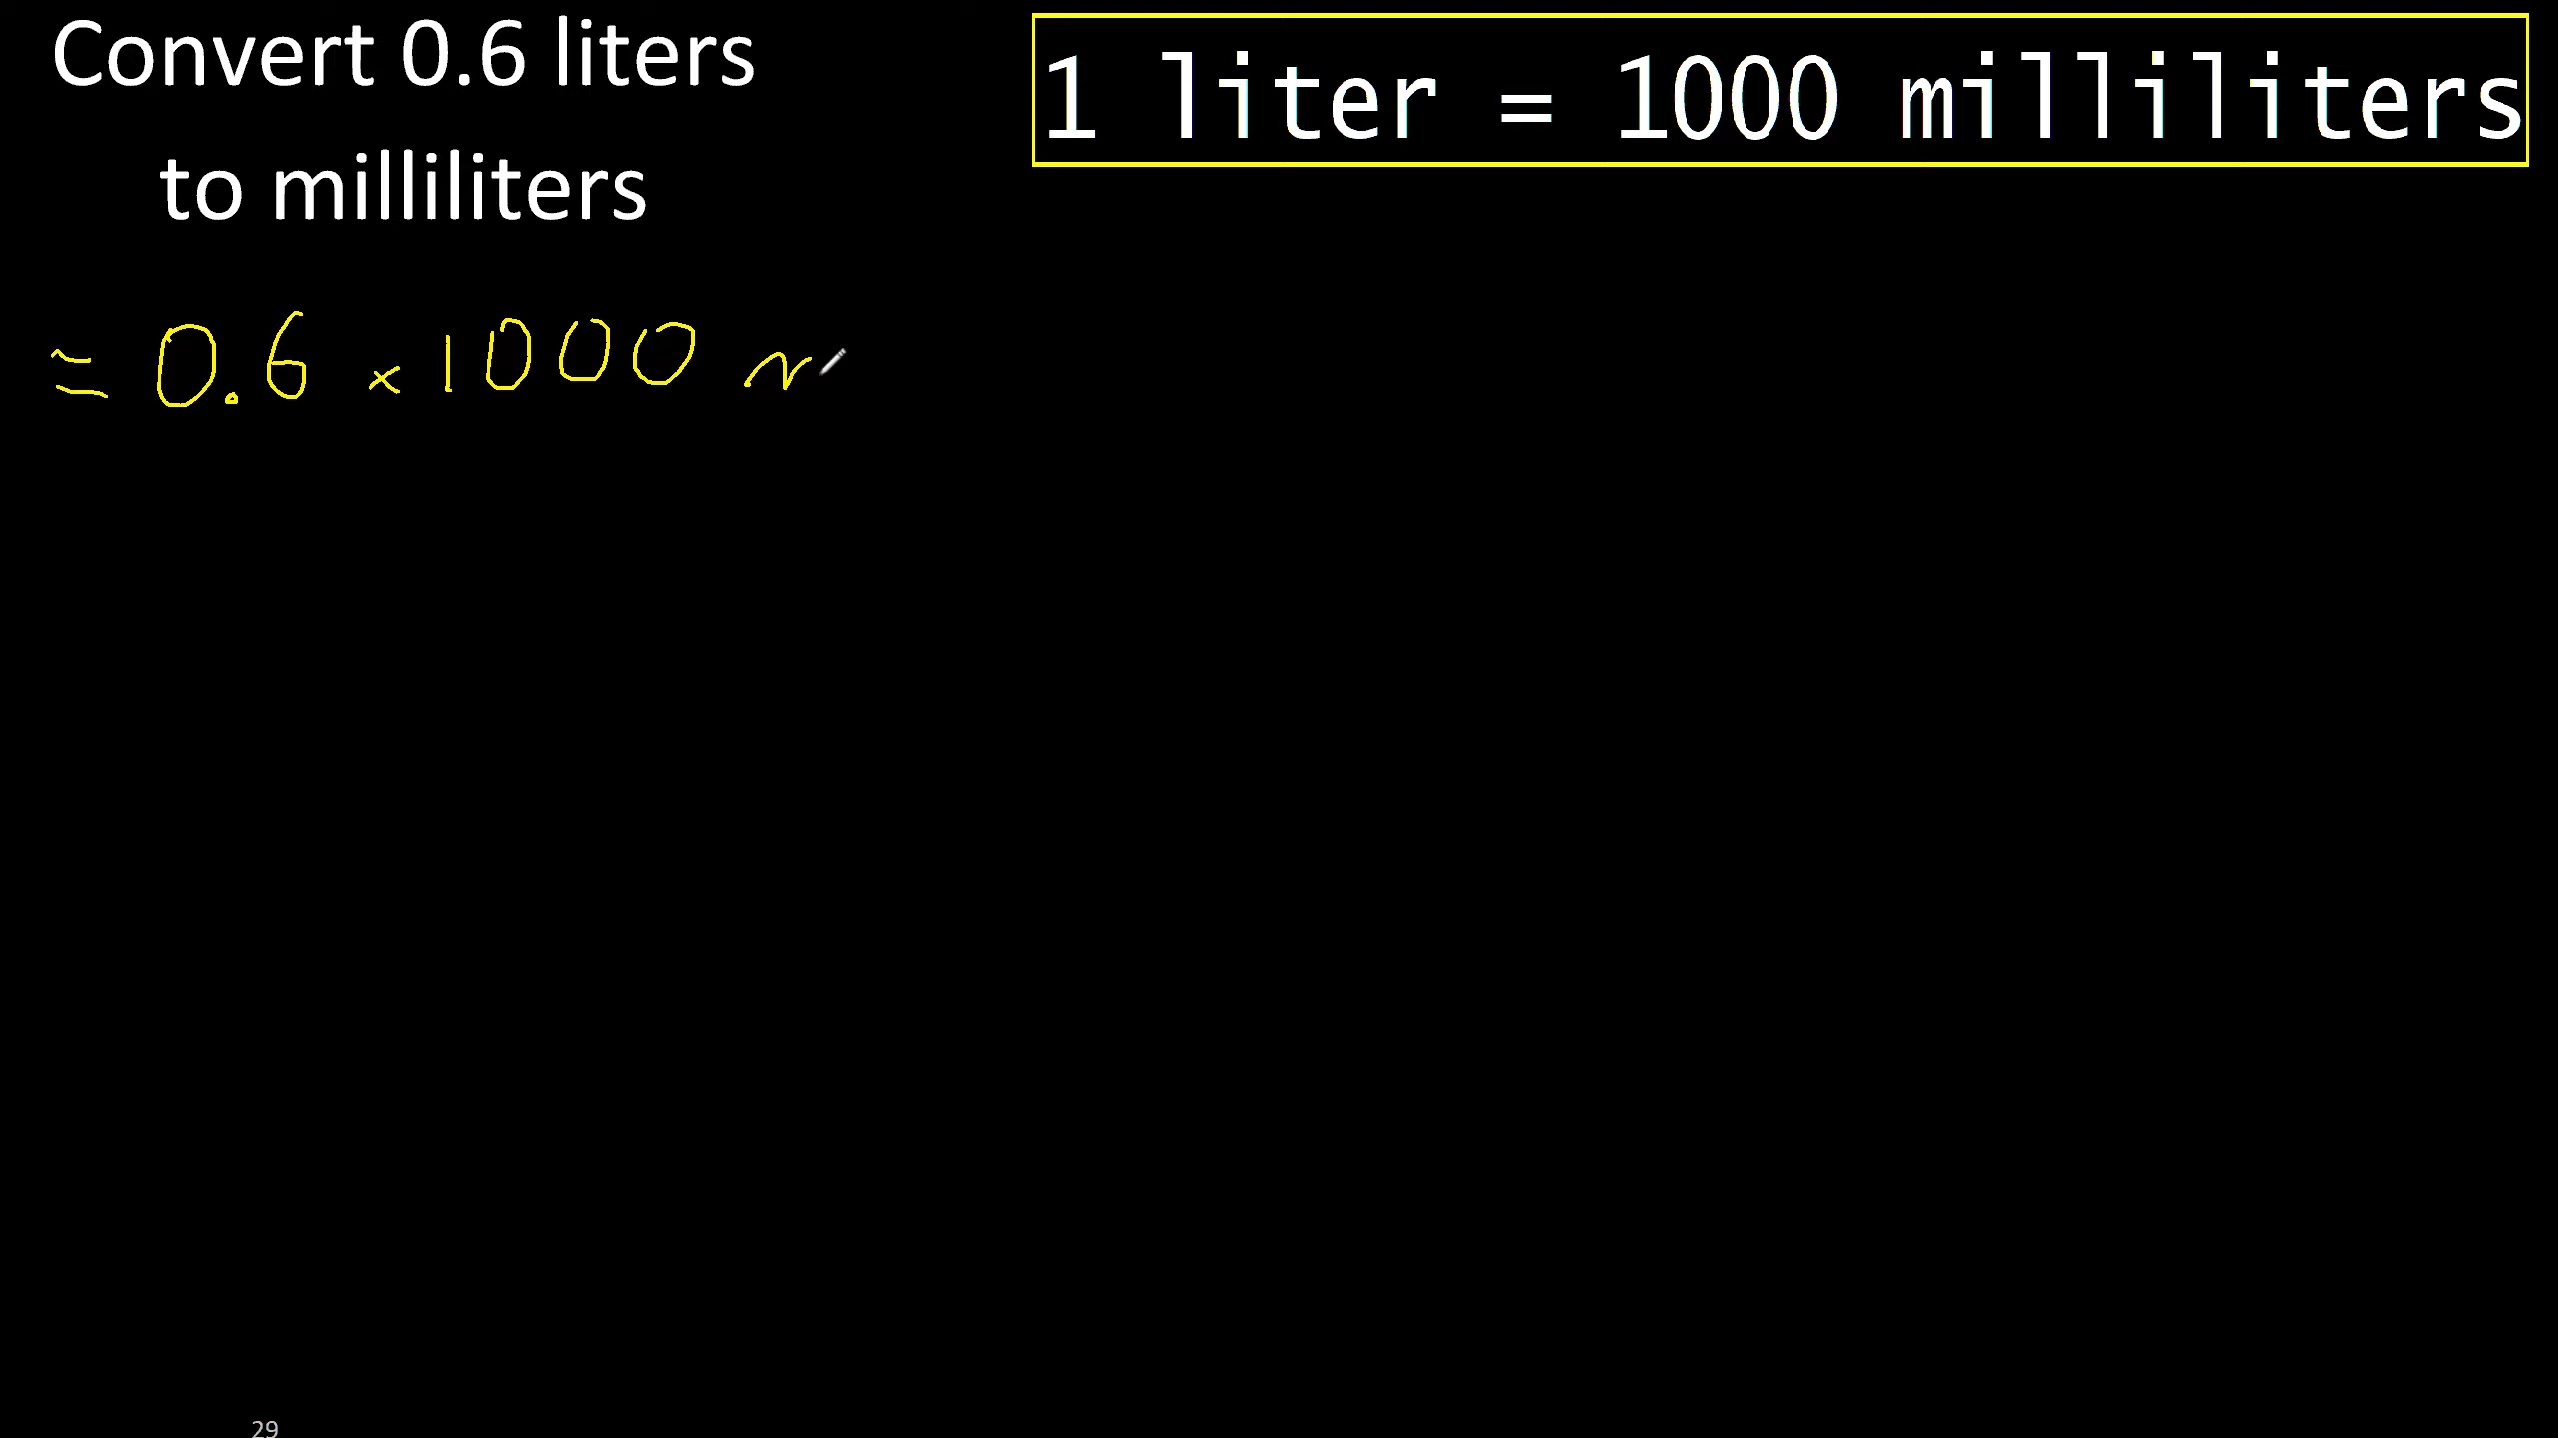 Convert 0.6 liters
to milliliters
1 liter = 1000 milliliters
= 0.6 × 1000
29